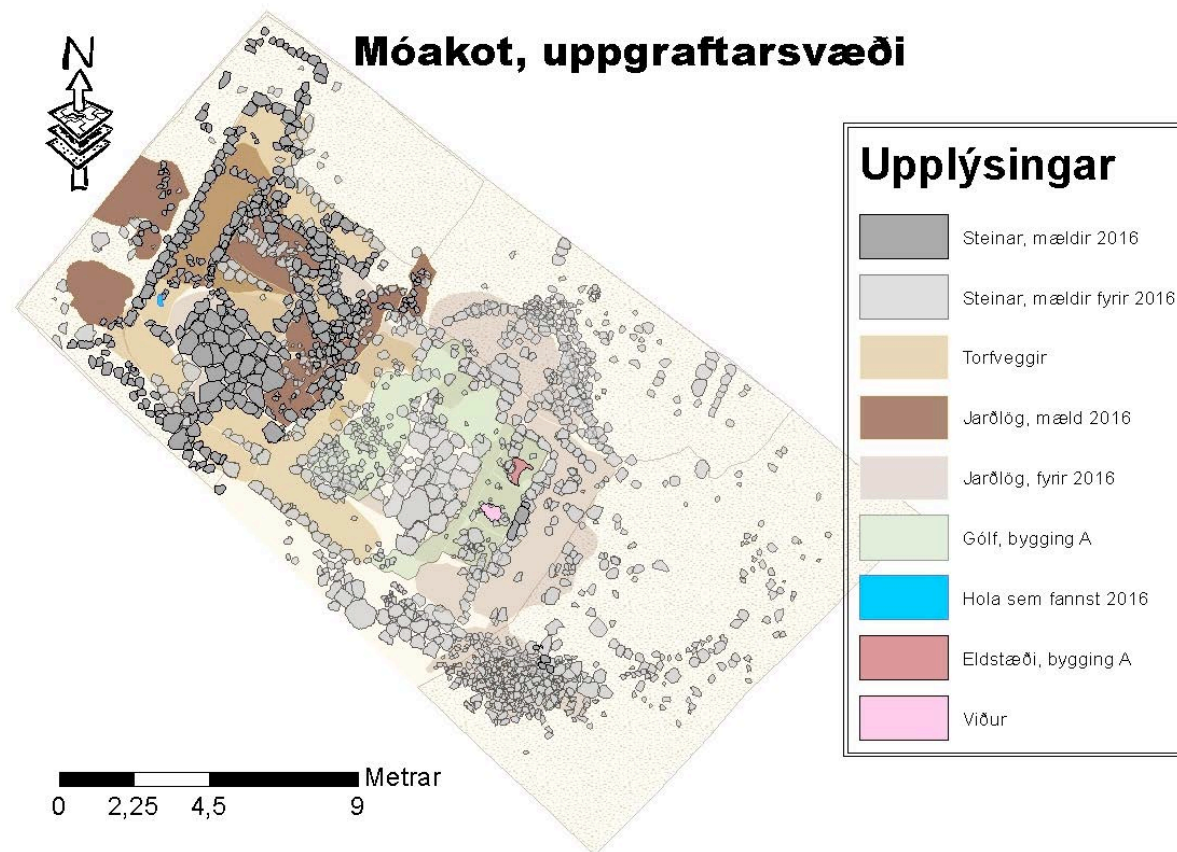 Móakot, uppgraftarsvæði
N
Upplýsingar
Steinar, mældir 2016
Steinar, mældir fyrir 2016
Torfveggir
Jarðlög, mæld 2016
Jarðlög, fyrir 2016
Gólf, bygging A
Hola sem fannst 2016
Eldstæði, bygging A
Viður
Metrar
0 2,25 4,5 9